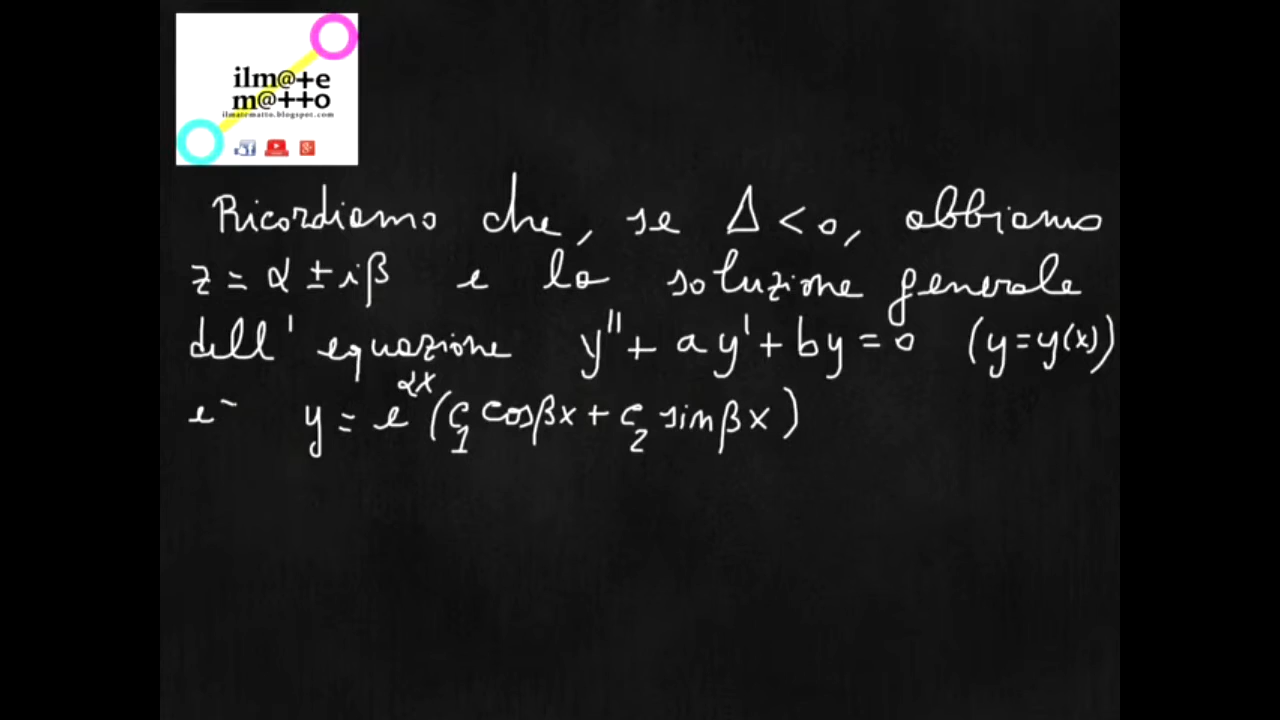 ilm@+e
m@++o
ilmatematto.blogspot.com
Ricordiamo che, se Δ < 0, abbiamo
z = α ± iβ e la soluzione generale
dell' equazione y'' + ay' + by = 0 (y = y(x))
e` y = e^αx (c₁ cosβx + c₂ sinβx)